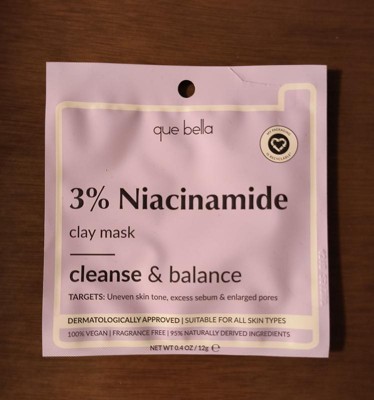 que bella
3% Niacinamide
clay mask
cleanse & balance
TARGETS: Uneven skin tone, excess sebum & enlarged pores
DERMATOLOGICALLY APPROVED | SUITABLE FOR ALL SKIN TYPES
100% VEGAN | FRAGRANCE FREE | 95% NATURALLY DERIVED INGREDIENTS
NET WT 0.4 OZ / 12g ℮